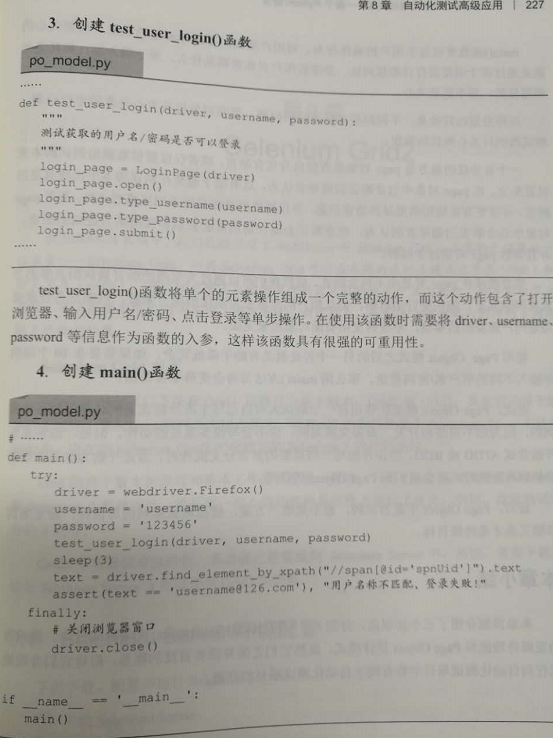 第 8 章 自动化测试高级应用 | 227
3. 创建 test_user_login()函数
po_model.py
......
def test_user_login(driver, username, password):
"""
测试获取的用户名/密码是否可以登录
"""
login_page = LoginPage(driver)
login_page.open()
login_page.type_username(username)
login_page.type_password(password)
login_page.submit()
......
test_user_login()函数将单个的元素操作组成一个完整的动作，而这个动作包含了打开
浏览器、输入用户名/密码、点击登录等单步操作。在使用该函数时需要将 driver、username、
password 等信息作为函数的入参，这样该函数具有很强的可重用性。
4. 创建 main()函数
po_model.py
# ......
def main():
try:
driver = webdriver.Firefox()
username = 'username'
password = '123456'
test_user_login(driver, username, password)
sleep(3)
text = driver.find_element_by_xpath("//span[@id='spnUid']").text
assert(text == 'username@126.com'), "用户名称不匹配，登录失败!"
finally:
# 关闭浏览器窗口
driver.close()
if __name__ == '__main__':
main()